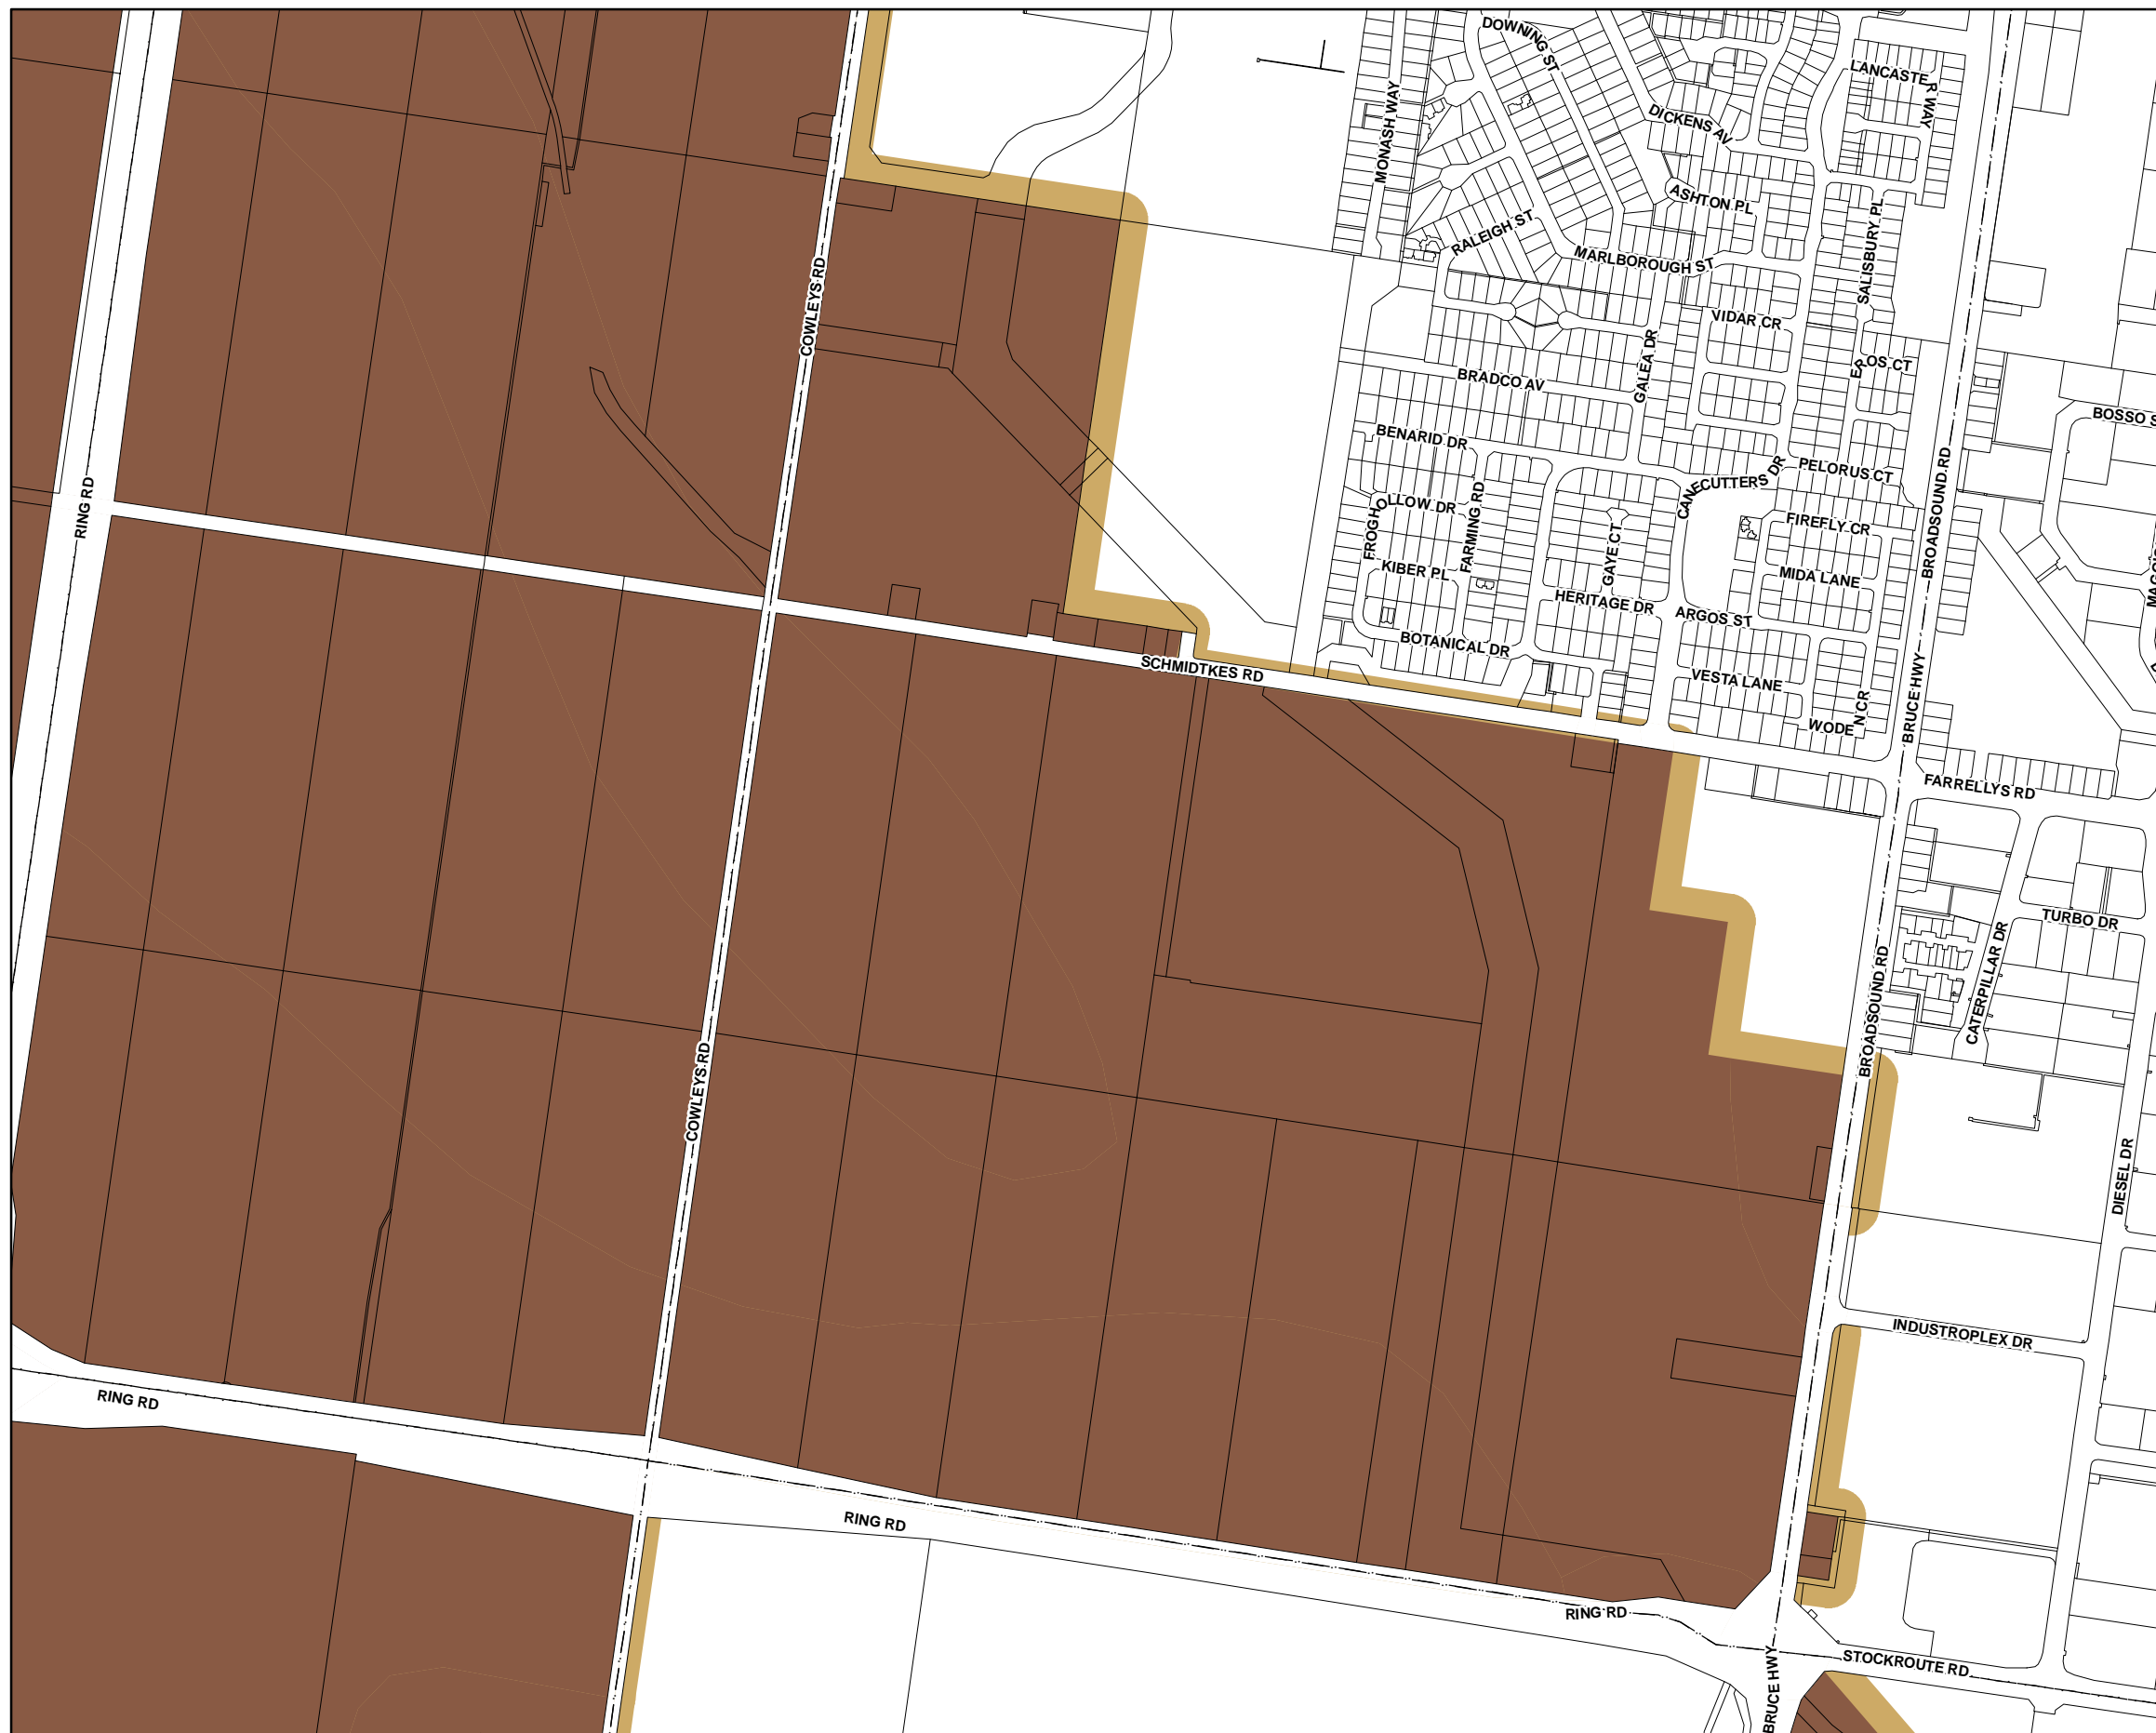 DOWNING ST
LANCASTER WAY
MONASH WAY
DICKENS AV
ASHTON PL
RALEIGH ST
SALISBURY PL
MARLBOROUGH ST
COWLEYS RD
VIDAR CR
GALEA DR
EROS CT
BRADCO AV
BOSSO S
BENARID DR
PELORUS CT
CANECUTTERS DR
RING RD
FROGHOLLOW DR
FARMING RD
FIREFLY CR
BROADSOUND RD
GAYE CT
KIBER PL
MIDA LANE
HERITAGE DR
ARGOS ST
BOTANICAL DR
SCHMIDTKES RD
VESTA LANE
WODEN CR
BRUCE HWY
FARRELLYS RD
TURBO DR
CATERPILLAR DR
BROADSOUND RD
COWLEYS RD
DIESEL DR
INDUSTROPLEX DR
RING RD
RING RD
RING RD
STOCKROUTE RD
BRUCE HWY